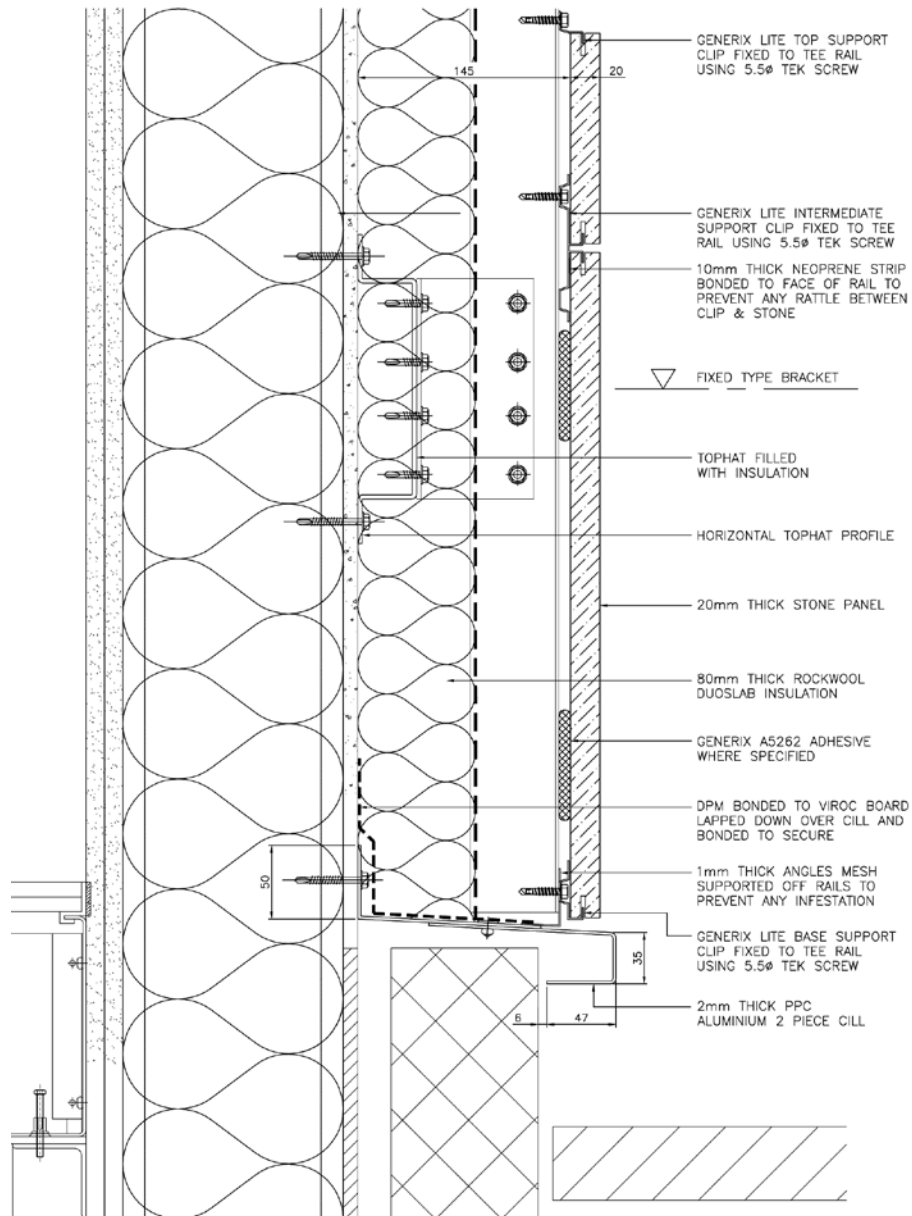 GENERIX LITE TOP SUPPORT
CLIP FIXED TO TEE RAIL
USING 5.5ø TEK SCREW
145
20
GENERIX LITE INTERMEDIATE
SUPPORT CLIP FIXED TO TEE
RAIL USING 5.5ø TEK SCREW
10mm THICK NEOPRENE STRIP
BONDED TO FACE OF RAIL TO
PREVENT ANY RATTLE BETWEEN
CLIP & STONE
FIXED TYPE BRACKET
TOPHAT FILLED
WITH INSULATION
HORIZONTAL TOPHAT PROFILE
20mm THICK STONE PANEL
80mm THICK ROCKWOOL
DUOSLAB INSULATION
GENERIX A5262 ADHESIVE
WHERE SPECIFIED
DPM BONDED TO VIROC BOARD
LAPPED DOWN OVER CILL AND
BONDED TO SECURE
50
1mm THICK ANGLES MESH
SUPPORTED OFF RAILS TO
PREVENT ANY INFESTATION
GENERIX LITE BASE SUPPORT
CLIP FIXED TO TEE RAIL
USING 5.5ø TEK SCREW
35
6
47
2mm THICK PPC
ALUMINIUM 2 PIECE CILL